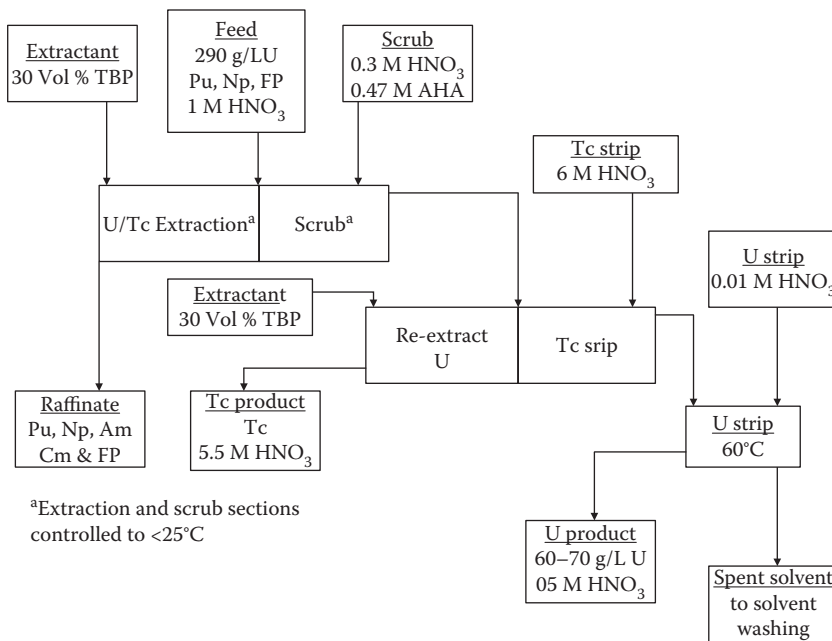 Extractant
30 Vol % TBP
Feed
290 g/LU
Pu, Np, FP
1 M HNO₃
Scrub
0.3 M HNO₃
0.47 M AHA
Tc strip
6 M HNO₃
U/Tc Extractionᵃ
Scrubᵃ
U strip
0.01 M HNO₃
Extractant
30 Vol % TBP
Re-extract
U
Tc srip
Raffinate
Pu, Np, Am
Cm & FP
Tc product
Tc
5.5 M HNO₃
U strip
60°C
ᵃExtraction and scrub sections
controlled to <25°C
U product
60–70 g/L U
05 M HNO₃
Spent solvent
to solvent
washing